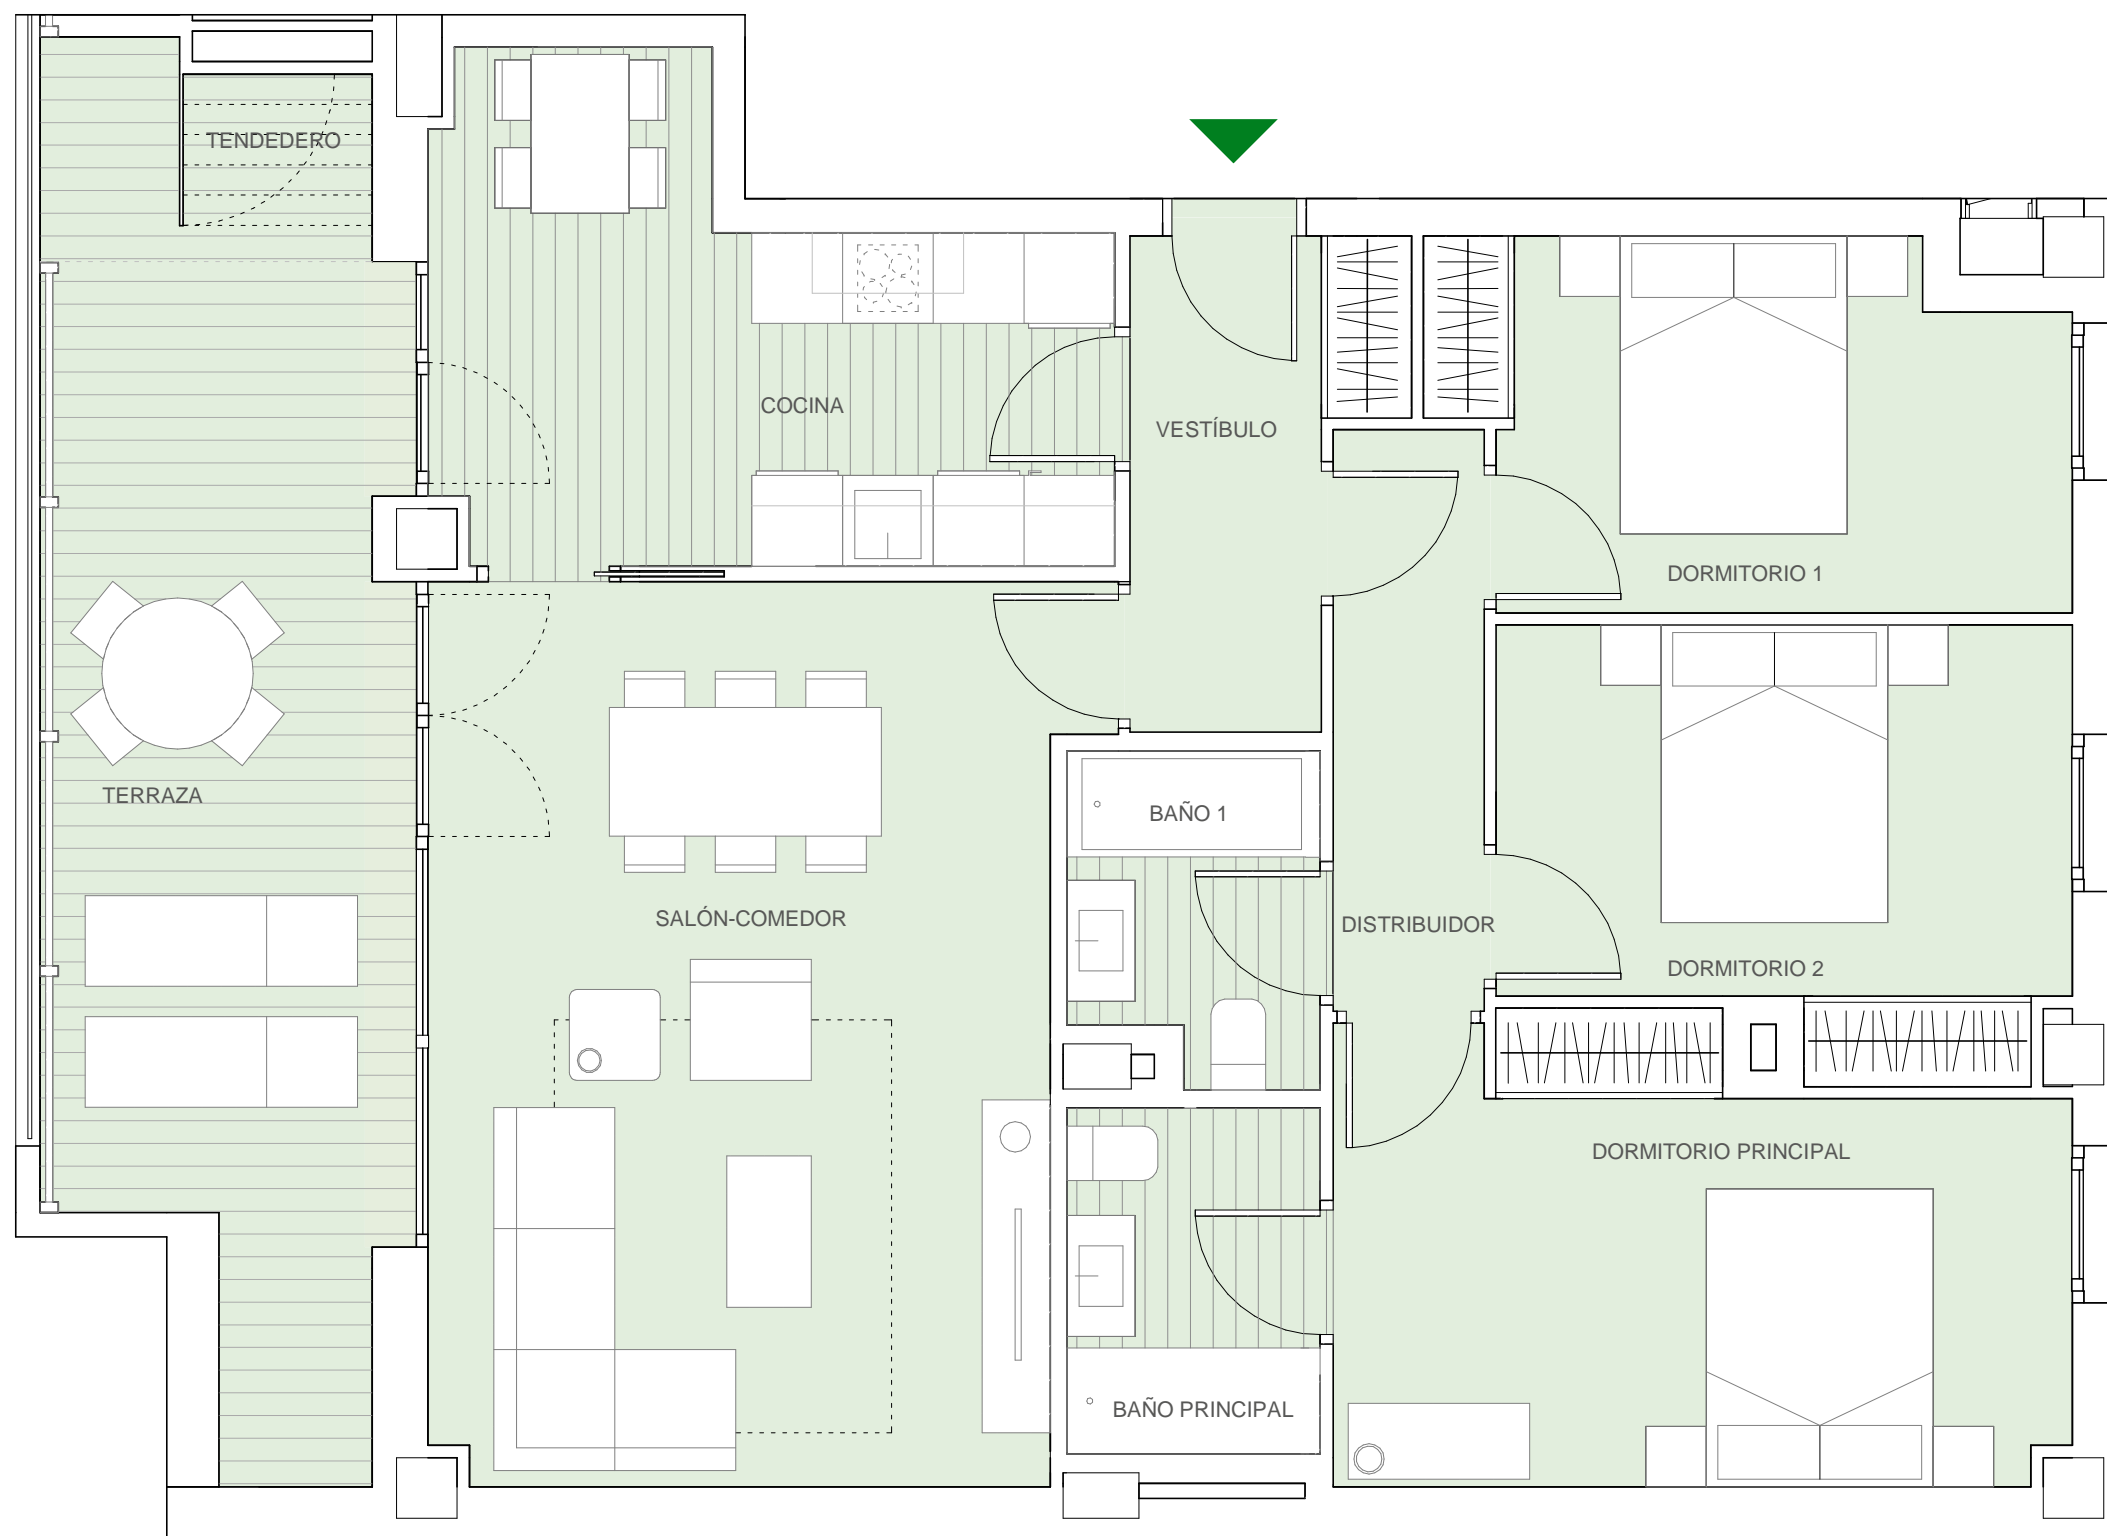 TENDEDERO
COCINA
VESTÍBULO
DORMITORIO 1
TERRAZA
BAÑO 1
SALÓN-COMEDOR
DISTRIBUIDOR
DORMITORIO 2
DORMITORIO PRINCIPAL
BAÑO PRINCIPAL